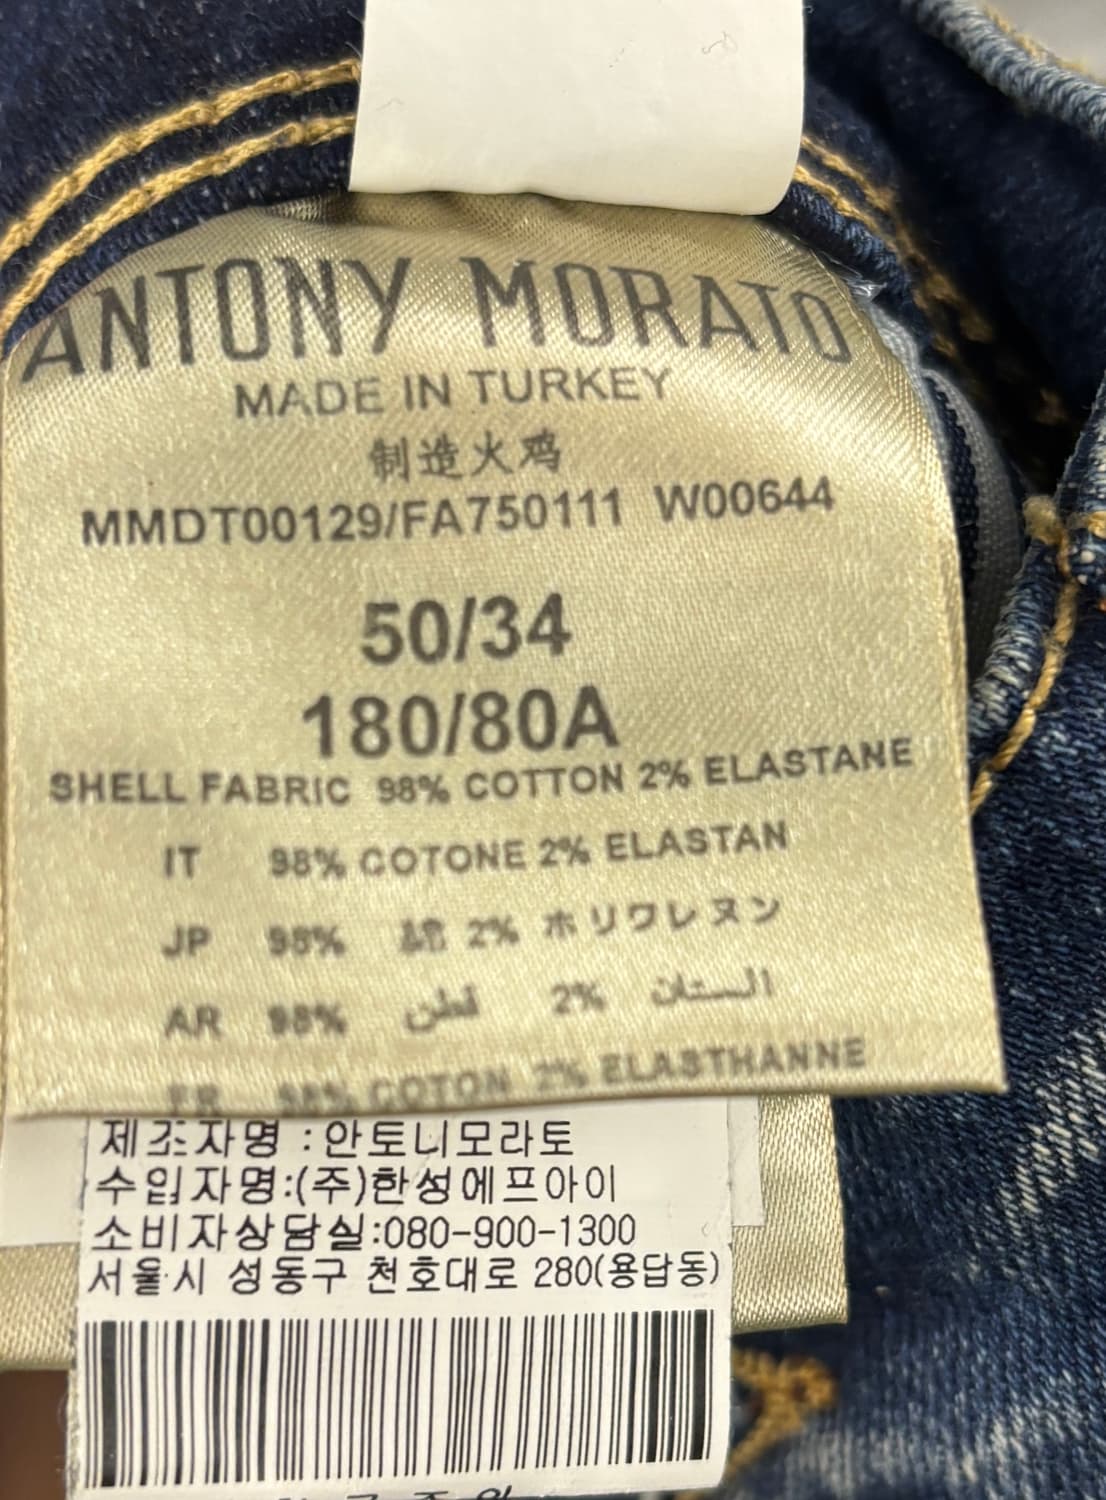 ANTONY MORATO
MADE IN TURKEY
制造火鸡
MMDT00129/FA750111 W00644
50/34
180/80A
SHELL FABRIC 98% COTTON 2% ELASTANE
IT 98% COTONE 2% ELASTAN
JP 98% 綿 2% ホリワレヌン
AR 98% قطن 2% الستان
FR 98% COTON 2% ELASTHANNE
제조자명 :안토니모라토
수입자명:(주)한성에프아이
소비자상담실:080-900-1300
서울시 성동구 천호대로 280(용답동)